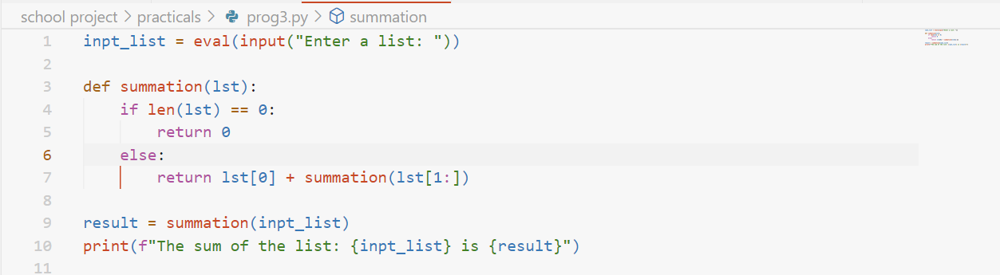 school project > practicals > prog3.py > summation
1 inpt_list = eval(input("Enter a list: "))
2
3 def summation(lst):
4     if len(lst) == 0:
5         return 0
6     else:
7         return lst[0] + summation(lst[1:])
8
9 result = summation(inpt_list)
10 print(f"The sum of the list: {inpt_list} is {result}")
11